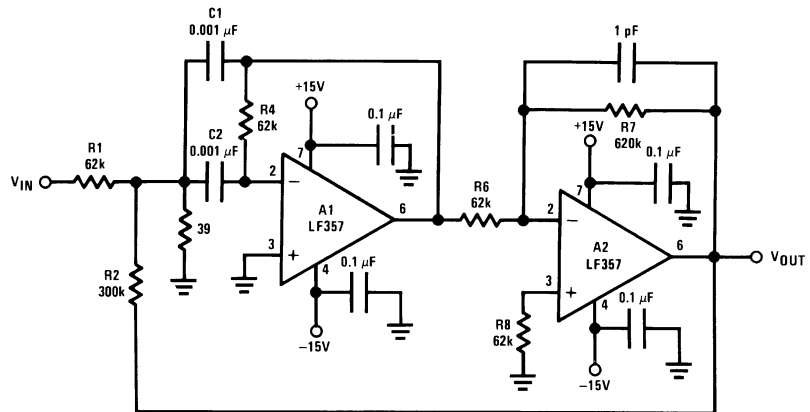 C1
0.001 µF
1 pF
+15V
R4
62k
0.1 µF
R7
620k
+15V
C2
0.001 µF
R1
62k
0.1 µF
7
7
V_IN
2
−
A1
LF357
6
R6
62k
2
−
39
3
+
4
A2
LF357
6
V_OUT
R2
300k
0.1 µF
3
+
4
0.1 µF
R8
62k
−15V
−15V